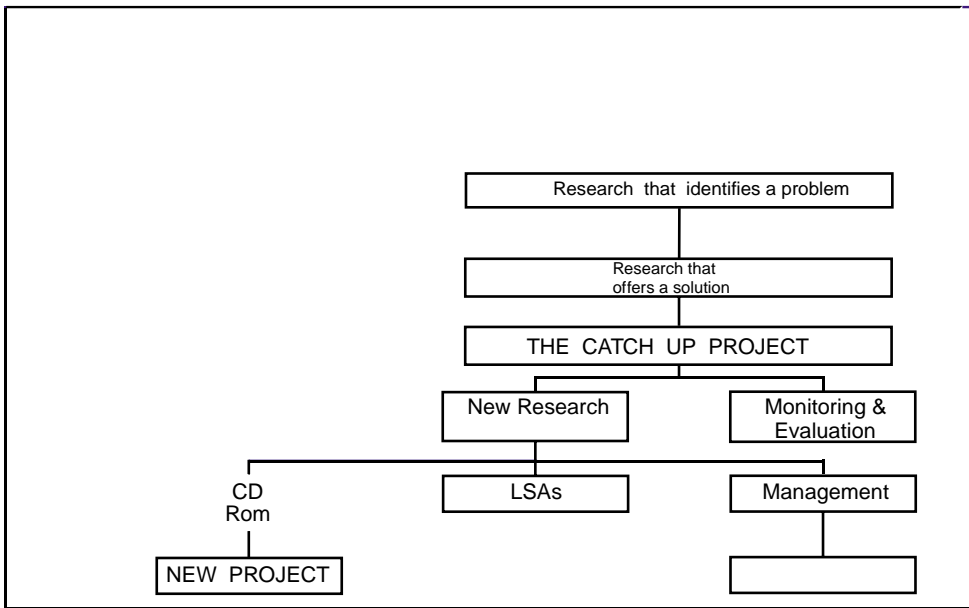 Research that identifies a problem
Research that
offers a solution
THE CATCH UP PROJECT
New Research
Monitoring &
Evaluation
CD
Rom
LSAs
Management
NEW PROJECT